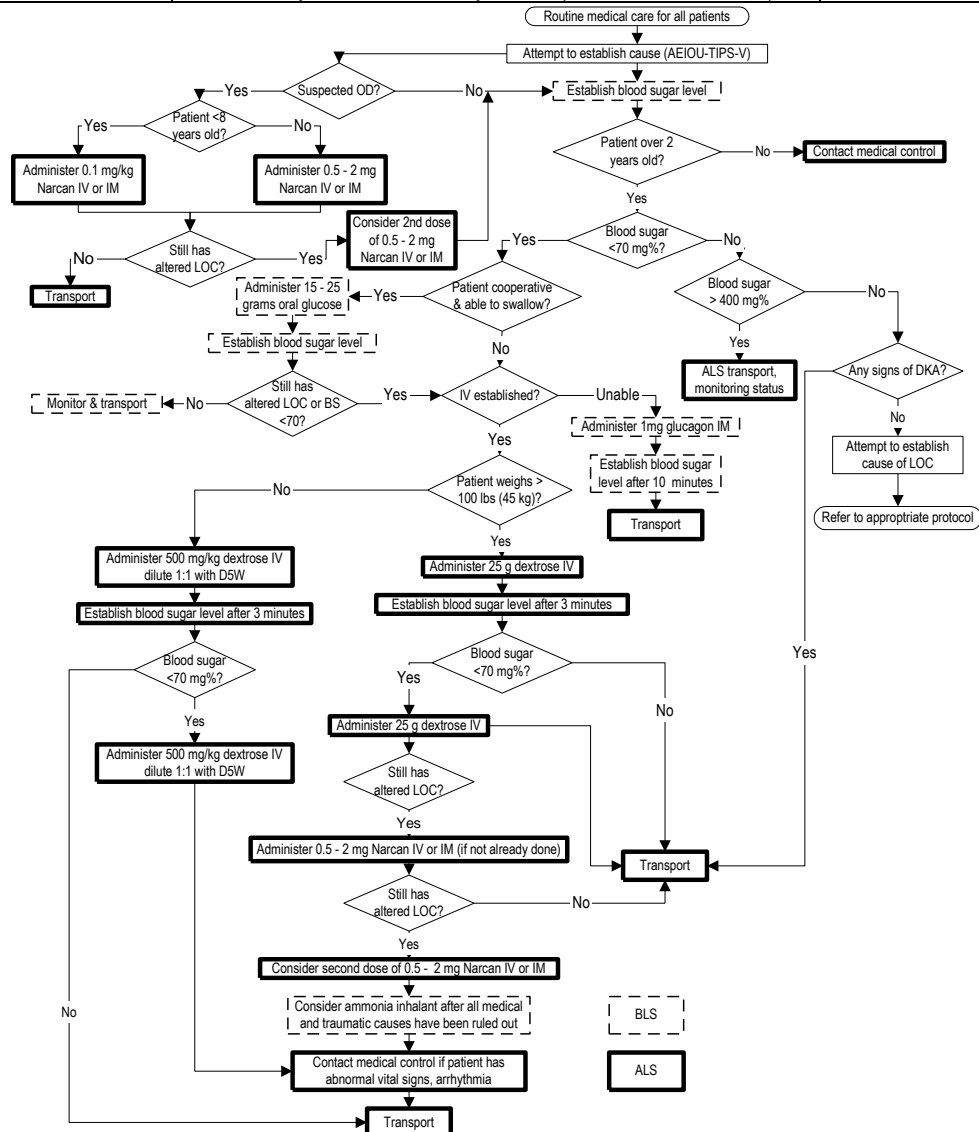 Routine medical care for all patients
Attempt to establish cause (AEIOU-TIPS-V)
Suspected OD?
Yes
No
Establish blood sugar level
Patient <8
years old?
Yes
No
Patient over 2
years old?
No
Contact medical control
Administer 0.1 mg/kg
Narcan IV or IM
Administer 0.5 - 2 mg
Narcan IV or IM
Yes
Still has
altered LOC?
No
Transport
Yes
Consider 2nd dose
of 0.5 - 2 mg
Narcan IV or IM
Blood sugar
<70 mg%?
Yes
No
Administer 15 - 25
grams oral glucose
Yes
Patient cooperative
& able to swallow?
Blood sugar
> 400 mg%
No
Establish blood sugar level
No
Yes
ALS transport,
monitoring status
Any signs of DKA?
Monitor & transport
No
Still has
altered LOC or BS
<70?
Yes
IV established?
Unable
Administer 1mg glucagon IM
No
Attempt to establish
cause of LOC
Yes
Establish blood sugar
level after 10 minutes
Refer to approptriate protocol
No
Patient weighs >
100 lbs (45 kg)?
Transport
Yes
Administer 500 mg/kg dextrose IV
dilute 1:1 with D5W
Administer 25 g dextrose IV
Establish blood sugar level after 3 minutes
Establish blood sugar level after 3 minutes
Blood sugar
<70 mg%?
Blood sugar
<70 mg%?
Yes
Yes
No
Yes
Administer 25 g dextrose IV
Administer 500 mg/kg dextrose IV
dilute 1:1 with D5W
Still has
altered LOC?
Yes
Administer 0.5 - 2 mg Narcan IV or IM (if not already done)
Transport
Still has
altered LOC?
No
Yes
Consider second dose of 0.5 - 2 mg Narcan IV or IM
No
Consider ammonia inhalant after all medical
and traumatic causes have been ruled out
BLS
Contact medical control if patient has
abnormal vital signs, arrhythmia
ALS
Transport